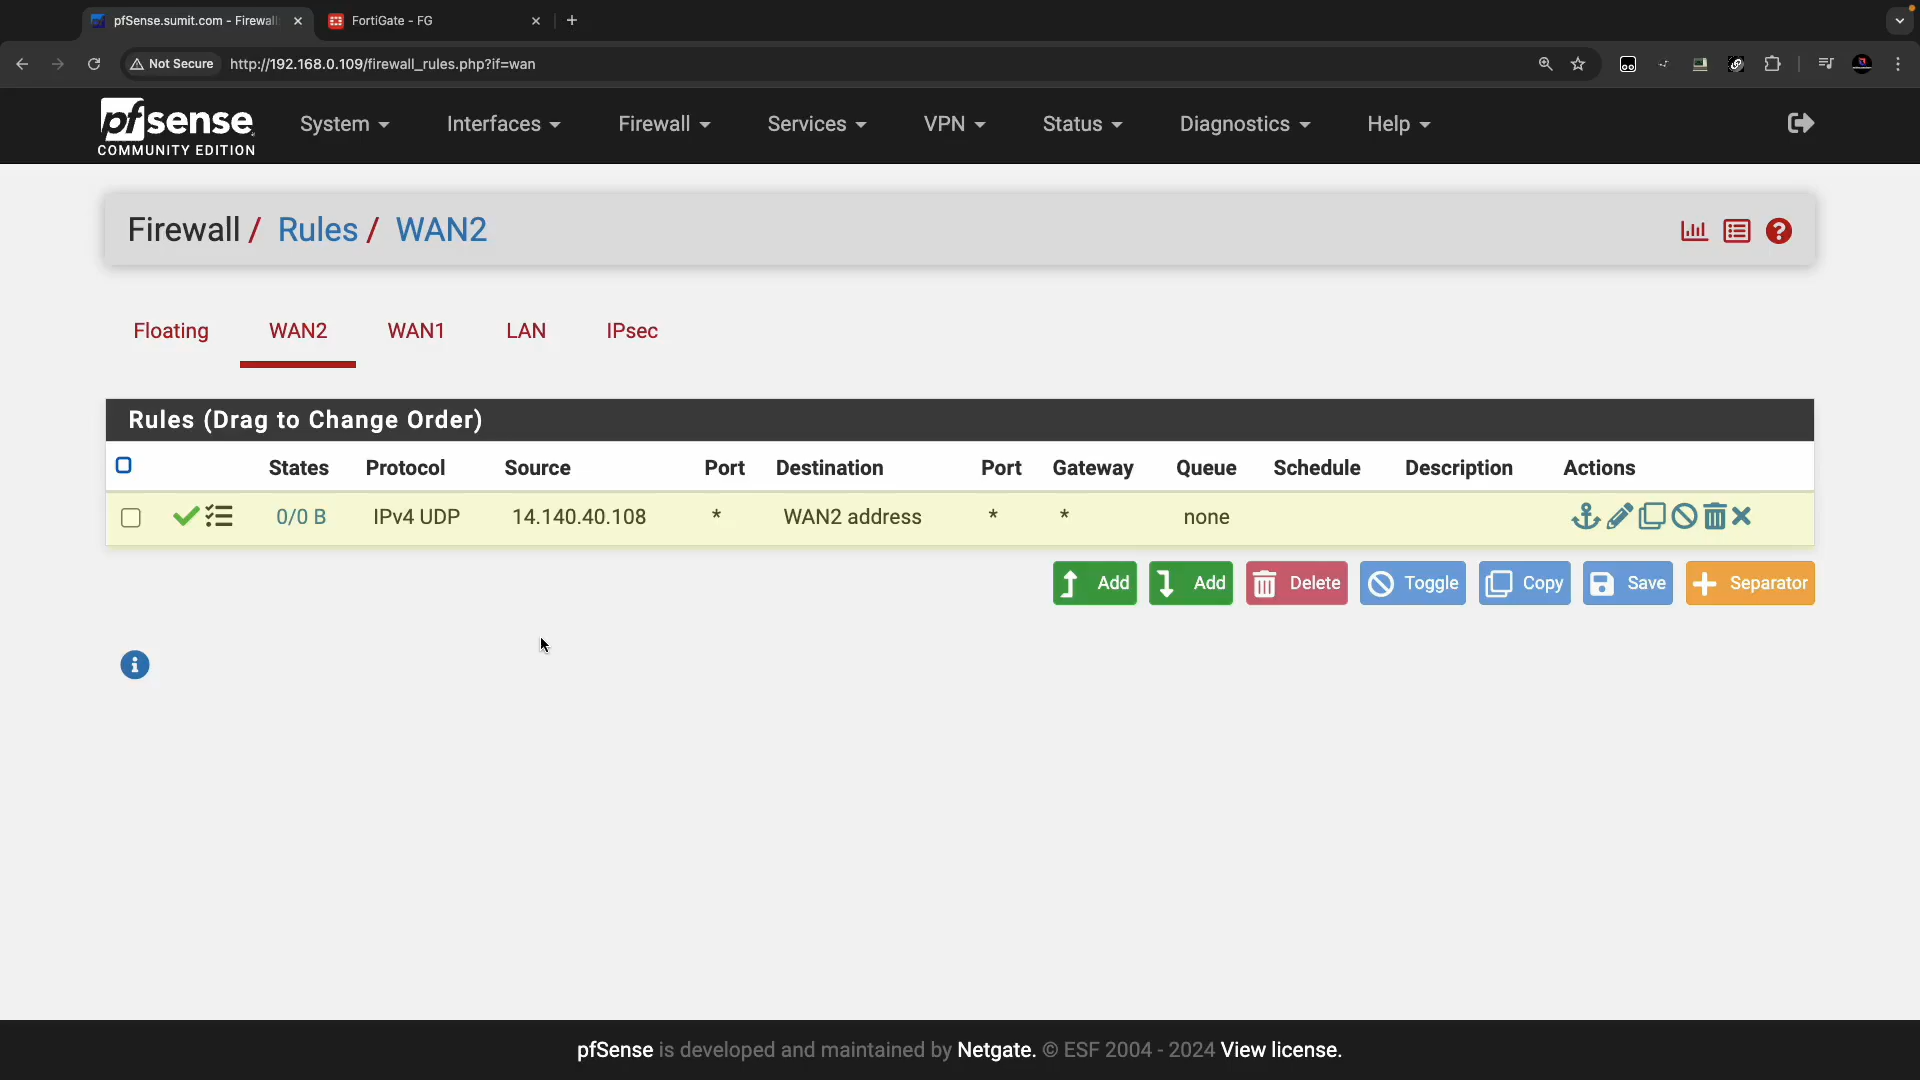 pfSense.sumit.com - Firewall
FortiGate - FG
Not Secure
http://192.168.0.109/firewall_rules.php?if=wan
pfsense
COMMUNITY EDITION
System
Interfaces
Firewall
Services
VPN
Status
Diagnostics
Help
Firewall / Rules / WAN2
Floating
WAN2
WAN1
LAN
IPsec
Rules (Drag to Change Order)
States Protocol Source Port Destination Port Gateway Queue Schedule Description Actions
0/0 B IPv4 UDP 14.140.40.108 * WAN2 address * * none
Add
Add
Delete
Toggle
Copy
Save
Separator
pfSense is developed and maintained by Netgate. © ESF 2004 - 2024 View license.